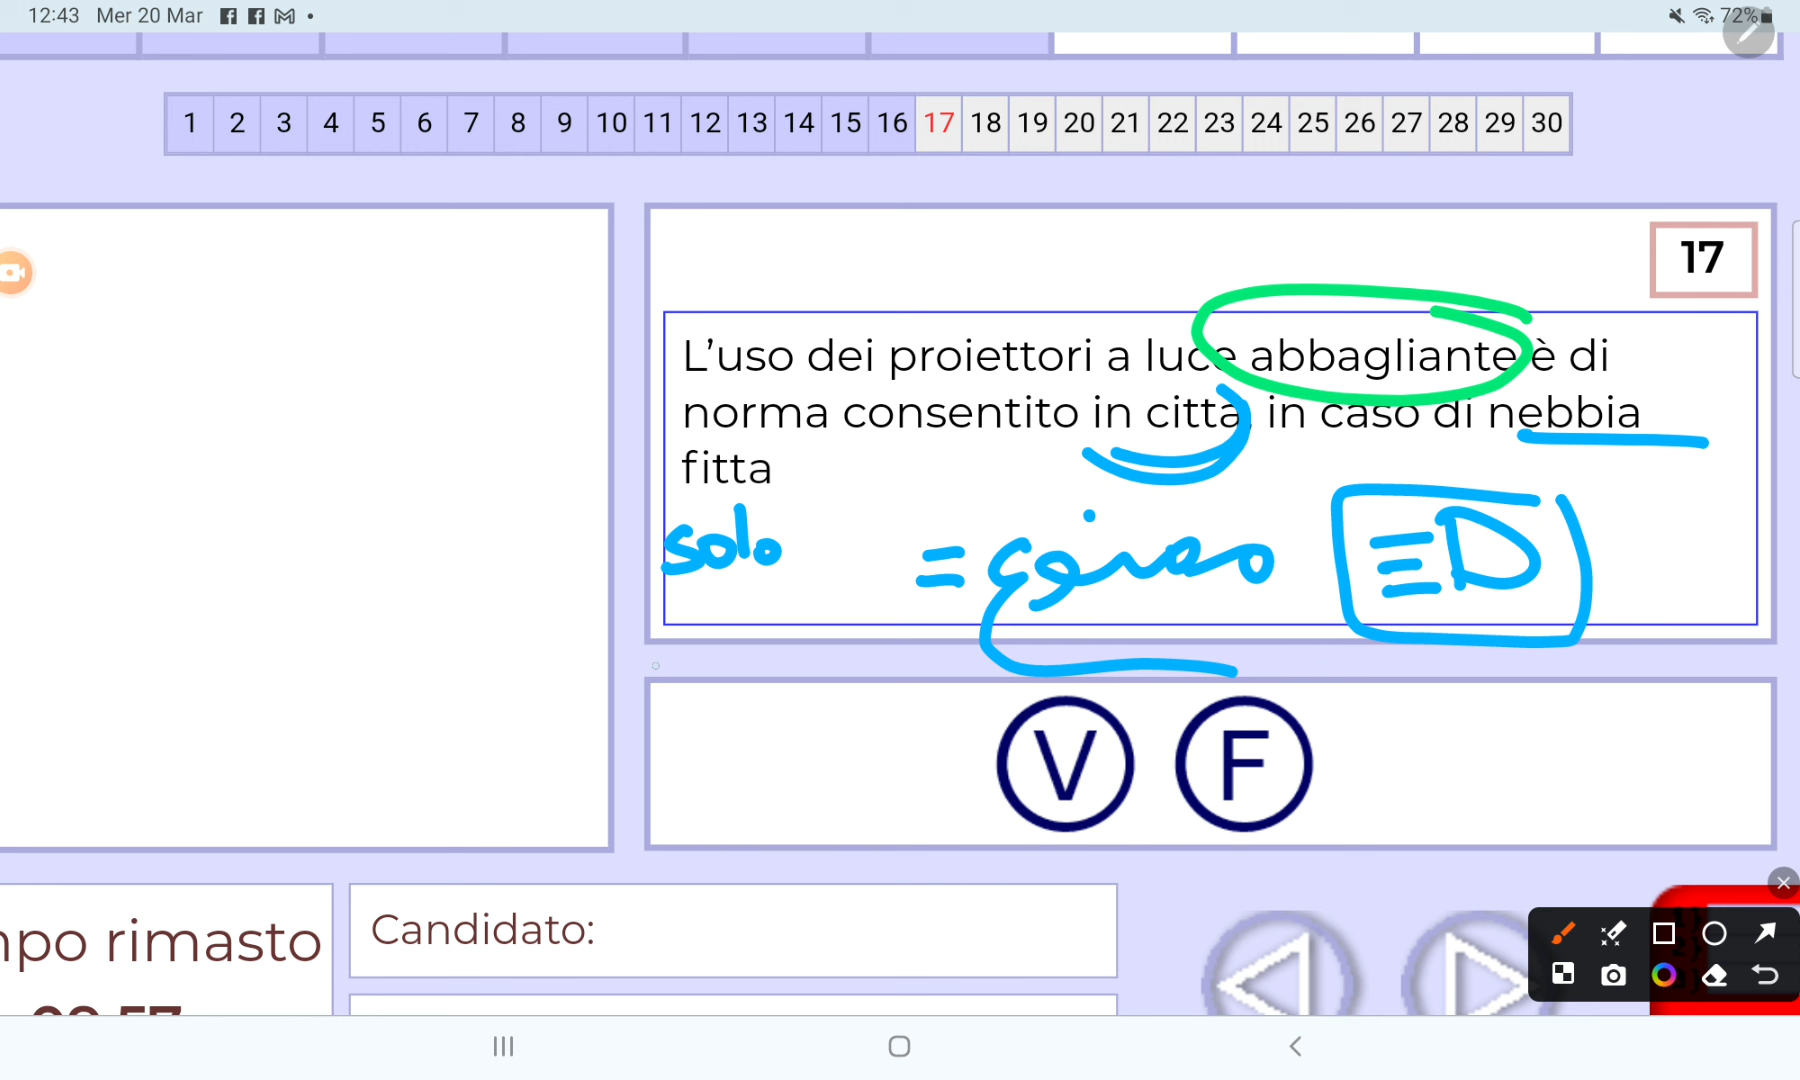 12:43 Mer 20 Mar 72%
1 2 3 4 5 6 7 8 9 10 11 12 13 14 15 16 17 18 19 20 21 22 23 24 25 26 27 28 29 30
17
L’uso dei proiettori a luce abbagliante è di
norma consentito in città, in caso di nebbia
fitta
solo =
D
V F
po rimasto
Candidato: